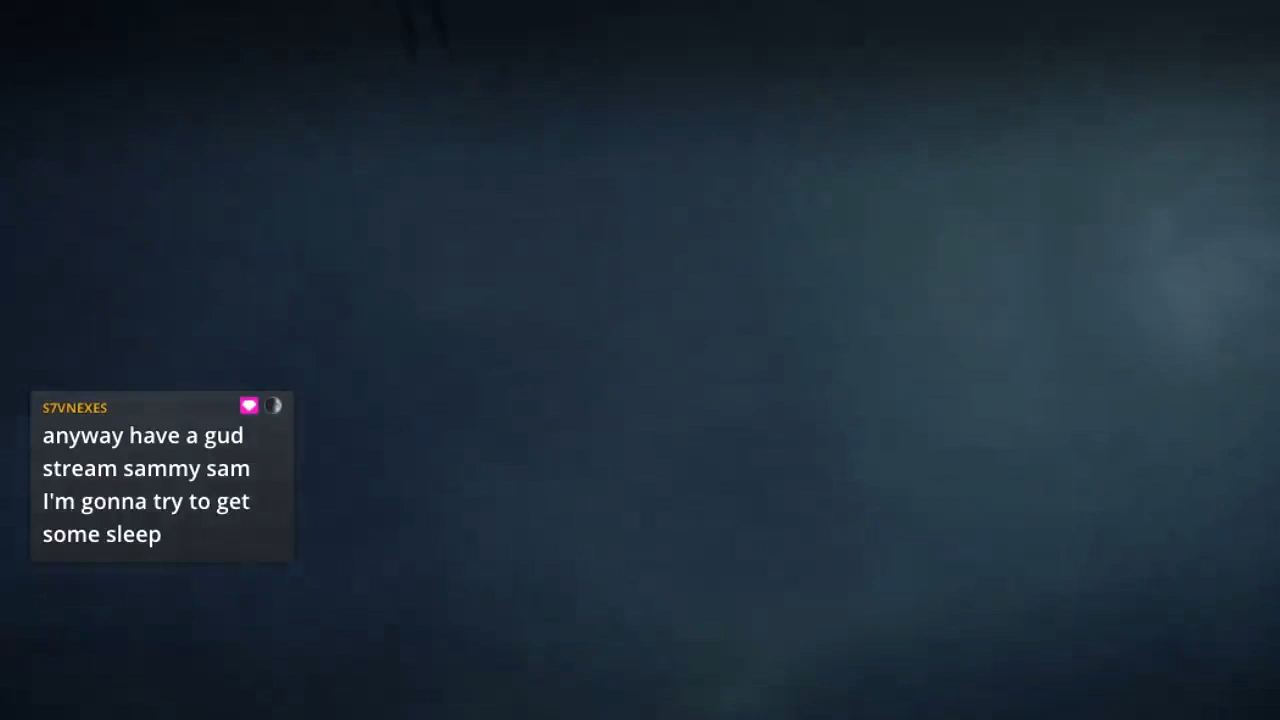 S7VNEXES
anyway have a gud
stream sammy sam
I'm gonna try to get
some sleep